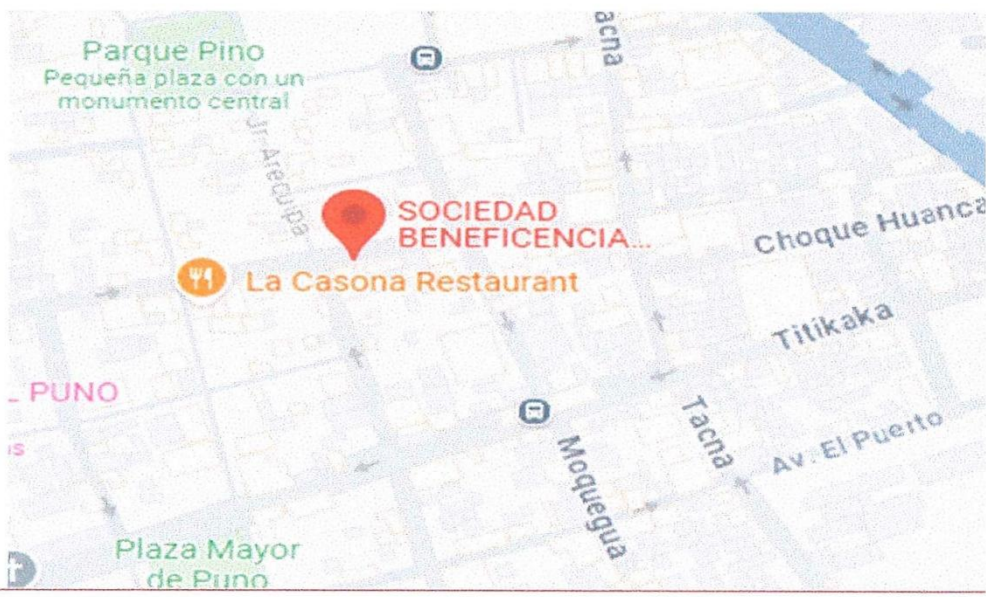 Parque Pino
Pequeña plaza con un
monumento central
acna
Jr. Arequipa
SOCIEDAD
BENEFICENCIA...
La Casona Restaurant
Choque Huanca
Titikaka
PUNO
as
Tacna
Av. El Puerto
Moquegua
Plaza Mayor
de Puno